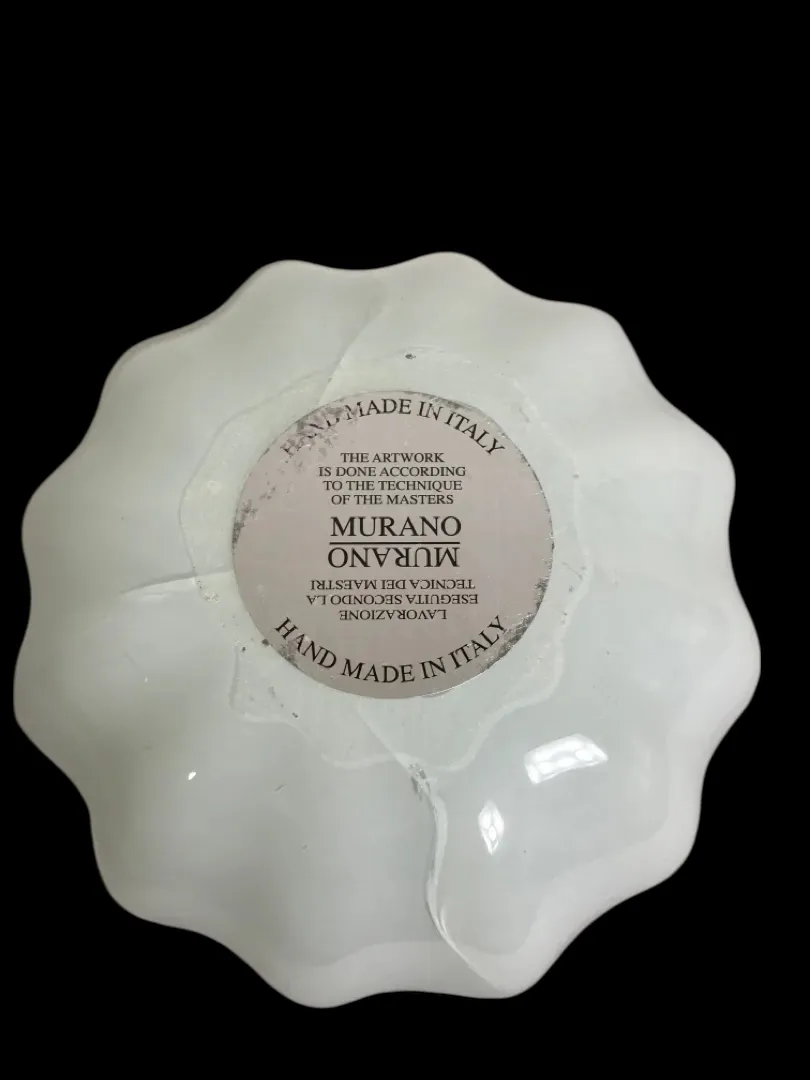 HAND MADE IN ITALY
THE ARTWORK
IS DONE ACCORDING
TO THE TECHNIQUE
OF THE MASTERS
MURANO
MURANO
LAVORAZIONE
ESEGUITA SECONDO LA
TECNICA DEI MAESTRI
HAND MADE IN ITALY